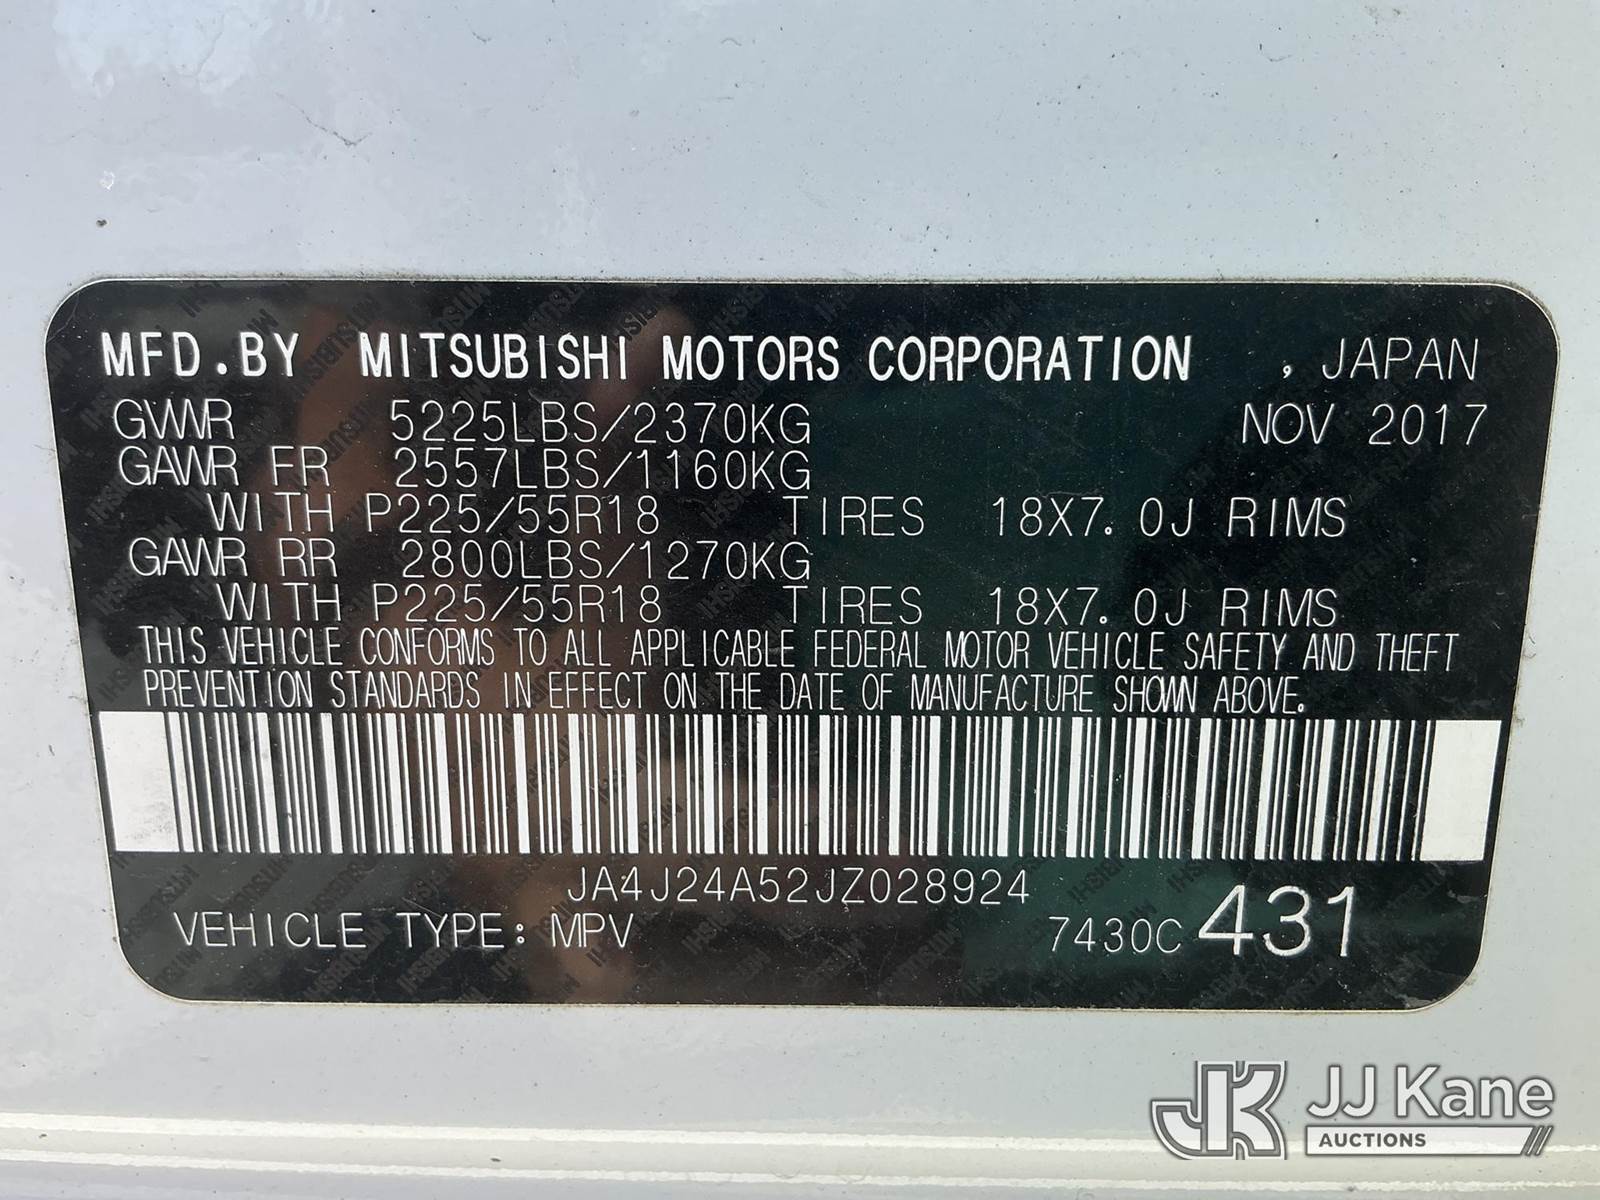 MFD.BY MITSUBISHI MOTORS CORPORATION , JAPAN
GVWR 5225LBS/2370KG NOV 2017
GAWR FR 2557LBS/1160KG
WITH P225/55R18 TIRES 18X7.0J RIMS
GAWR RR 2800LBS/1270KG
WITH P225/55R18 TIRES 18X7.0J RIMS
THIS VEHICLE CONFORMS TO ALL APPLICABLE FEDERAL MOTOR VEHICLE SAFETY AND THEFT
PREVENTION STANDARDS IN EFFECT ON THE DATE OF MANUFACTURE SHOWN ABOVE.
JA4J24A52JZ028924
VEHICLE TYPE: MPV 7430C 431
JK JJ Kane
AUCTIONS